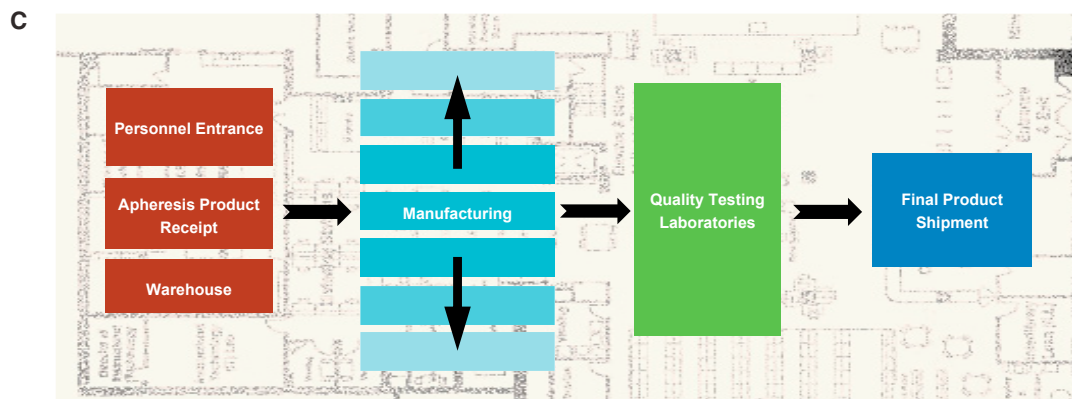 C
Personnel Entrance
Apheresis Product
Receipt
Warehouse
Manufacturing
Quality Testing
Laboratories
Final Product
Shipment